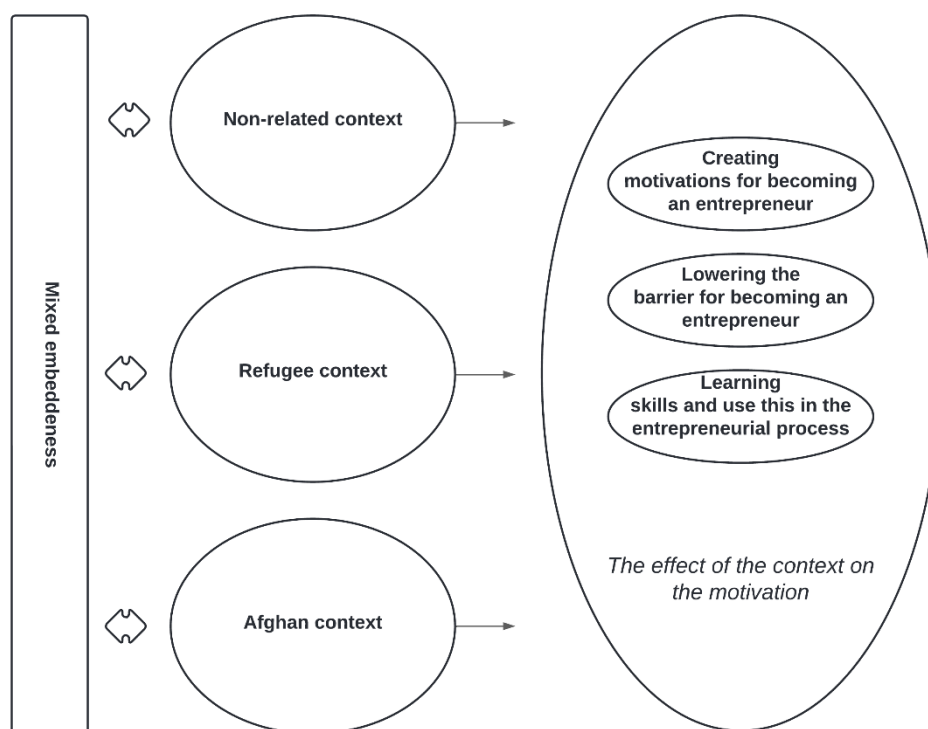 Mixed embeddeness
Non-related context
Refugee context
Afghan context
Creating
motivations for becoming
an entrepreneur
Lowering the
barrier for becoming an
entrepreneur
Learning
skills and use this in the
entrepreneurial process
The effect of the context on
the motivation